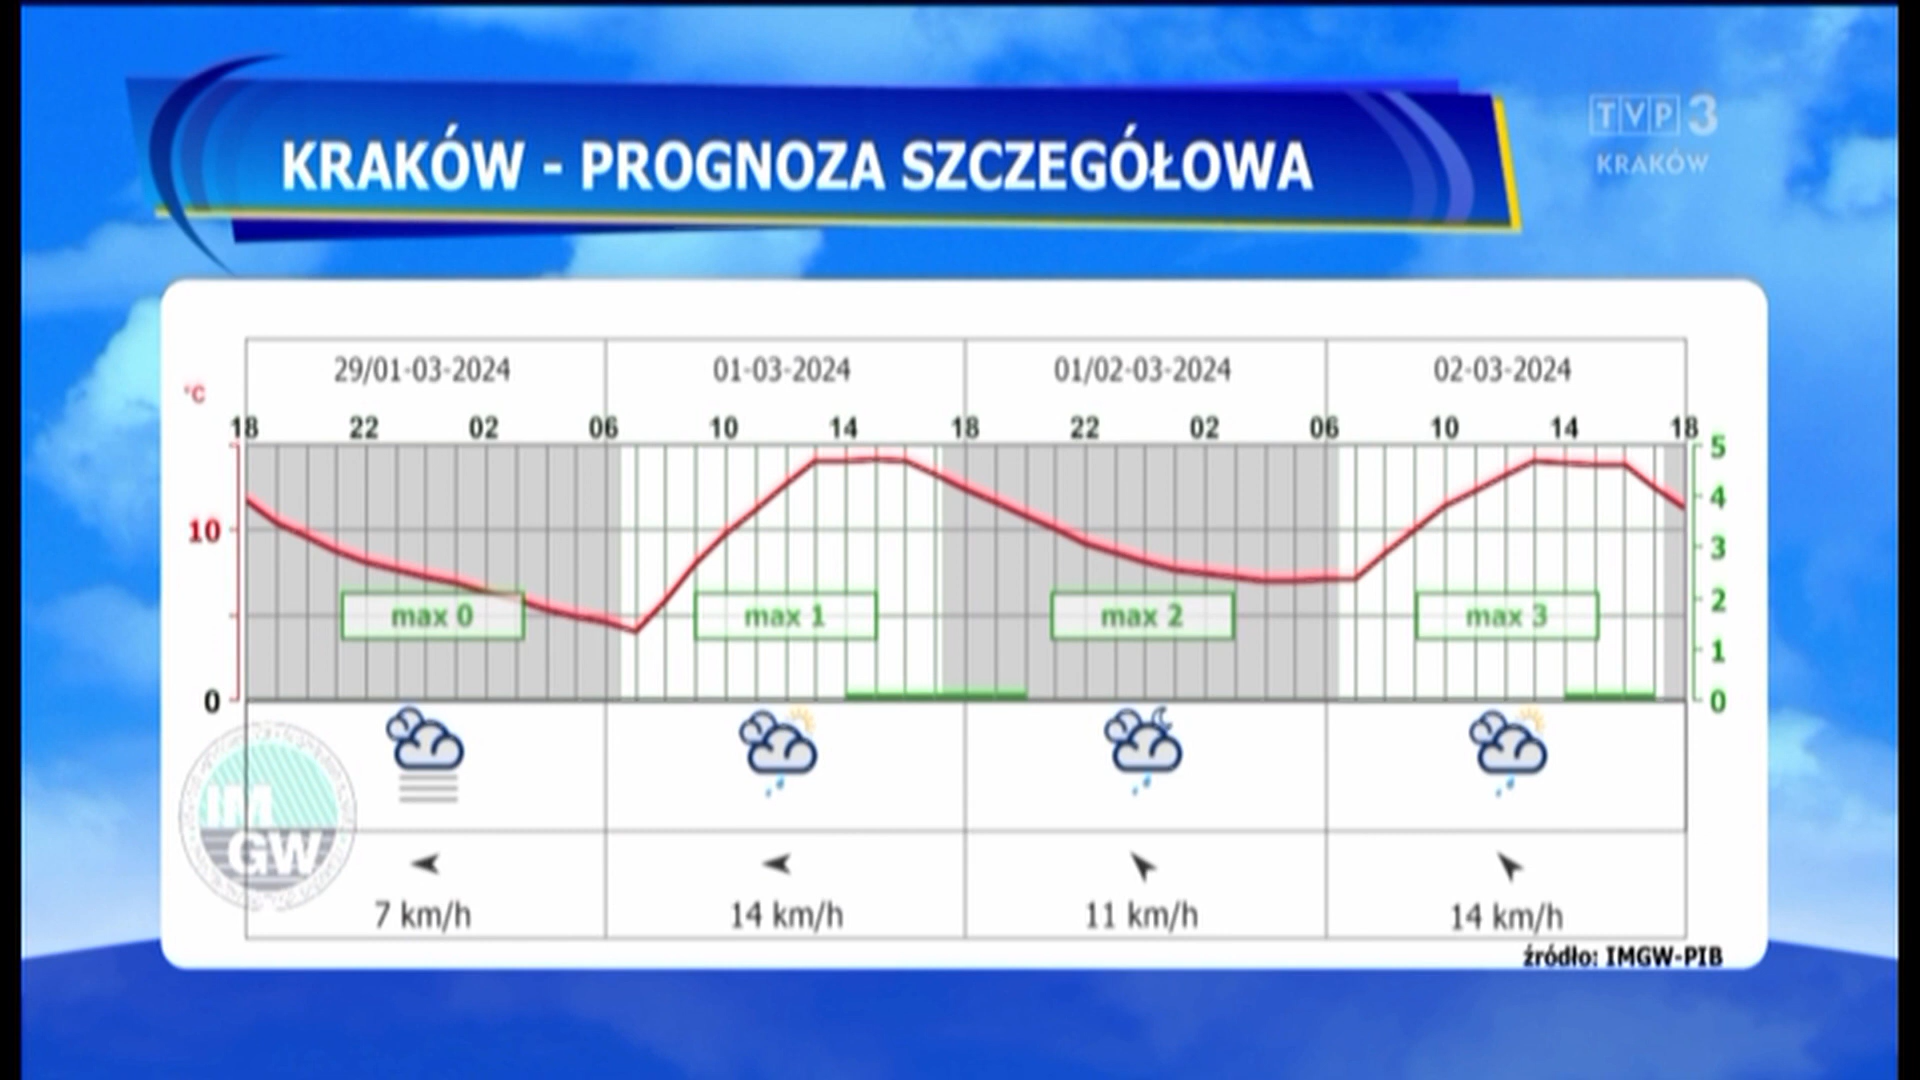 KRAKÓW - PROGNOZA SZCZEGÓŁOWA
TVP3
KRAKÓW
29/01-03-2024 01-03-2024 01/02-03-2024 02-03-2024
°C
18 22 02 06 10 14 18 22 02 06 10 14 18
5
4
10
3
max 0 max 1 max 2 max 3
2
1
0 0
IM
GW
7 km/h 14 km/h 11 km/h 14 km/h
źródło: IMGW-PIB